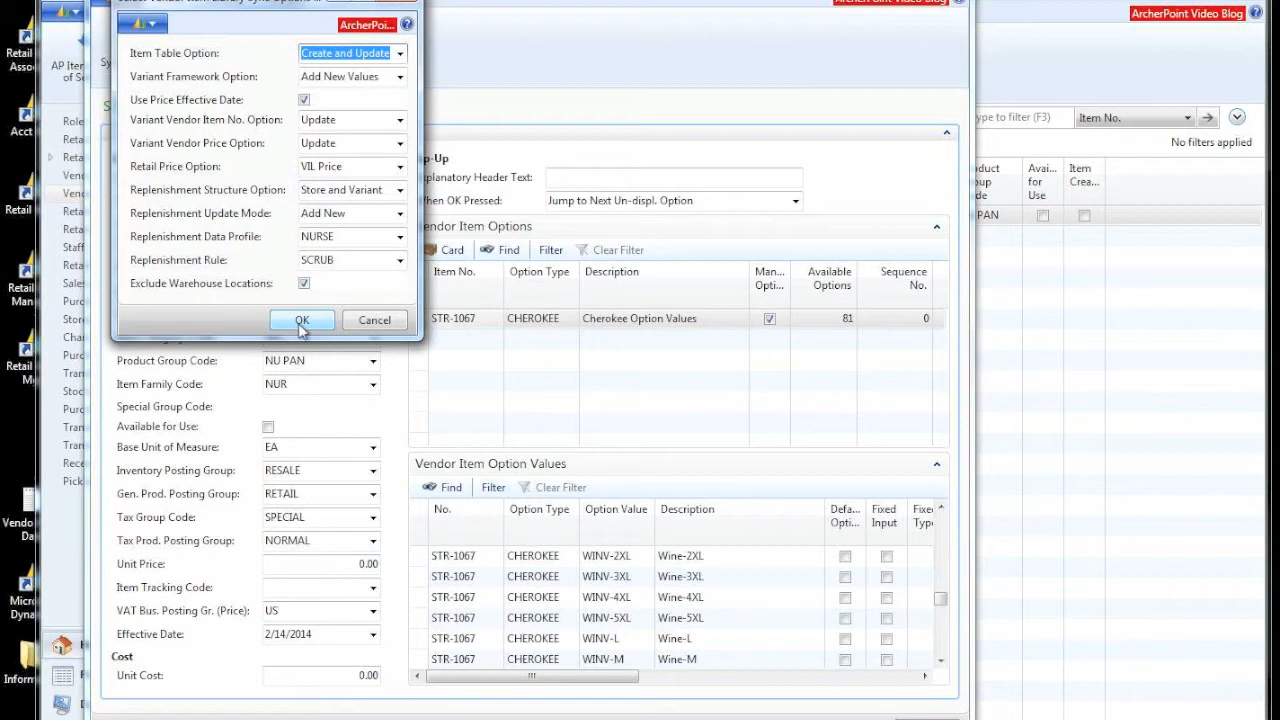 ArcherPoint Video Blog
ArcherPoi...
Item Table Option: Create and Update
Variant Framework Option: Add New Values
Use Price Effective Date:
Variant Vendor Item No. Option: Update
Variant Vendor Price Option: Update
Retail Price Option: VIL Price
Replenishment Structure Option: Store and Variant
Replenishment Update Mode: Add New
Replenishment Data Profile: NURSE
Replenishment Rule: SCRUB
Exclude Warehouse Locations:
OK Cancel
Product Group Code: NU PAN
Item Family Code: NUR
Special Group Code:
Available for Use:
Base Unit of Measure: EA
Inventory Posting Group: RESALE
Gen. Prod. Posting Group: RETAIL
Tax Group Code: SPECIAL
Tax Prod. Posting Group: NORMAL
Unit Price: 0.00
Item Tracking Code:
VAT Bus. Posting Gr. (Price): US
Effective Date: 2/14/2014
Cost
Unit Cost: 0.00
p-Up
xplanatory Header Text:
hen OK Pressed: Jump to Next Un-displ. Option
endor Item Options
Card Find Filter Clear Filter
Item No. Option Type Description Man... Opti... Available Options Sequence No.
STR-1067 CHEROKEE Cherokee Option Values 81 0
Vendor Item Option Values
Find Filter Clear Filter
No. Option Type Option Value Description Defa... Opti... Fixed Input Fixed Type
STR-1067 CHEROKEE WINV-2XL Wine-2XL
STR-1067 CHEROKEE WINV-3XL Wine-3XL
STR-1067 CHEROKEE WINV-4XL Wine-4XL
STR-1067 CHEROKEE WINV-5XL Wine-5XL
STR-1067 CHEROKEE WINV-L Wine-L
STR-1067 CHEROKEE WINV-M Wine-M
ype to filter (F3) Item No.
No filters applied
duct up de Avai... for Use Item Crea...
PAN
Retail
Asso
Acct
Retail
Retail
Man
Retail
M
Vendo
Da
Micro
Dyna
Inform
AP Item
of S
Role
Reta
Reta
Vend
Vend
Reta
Reta
Staff
Reta
Sales
Purc
Reta
Char
Tran
Stoc
Purc
Tran
Tran
Rece
Pick